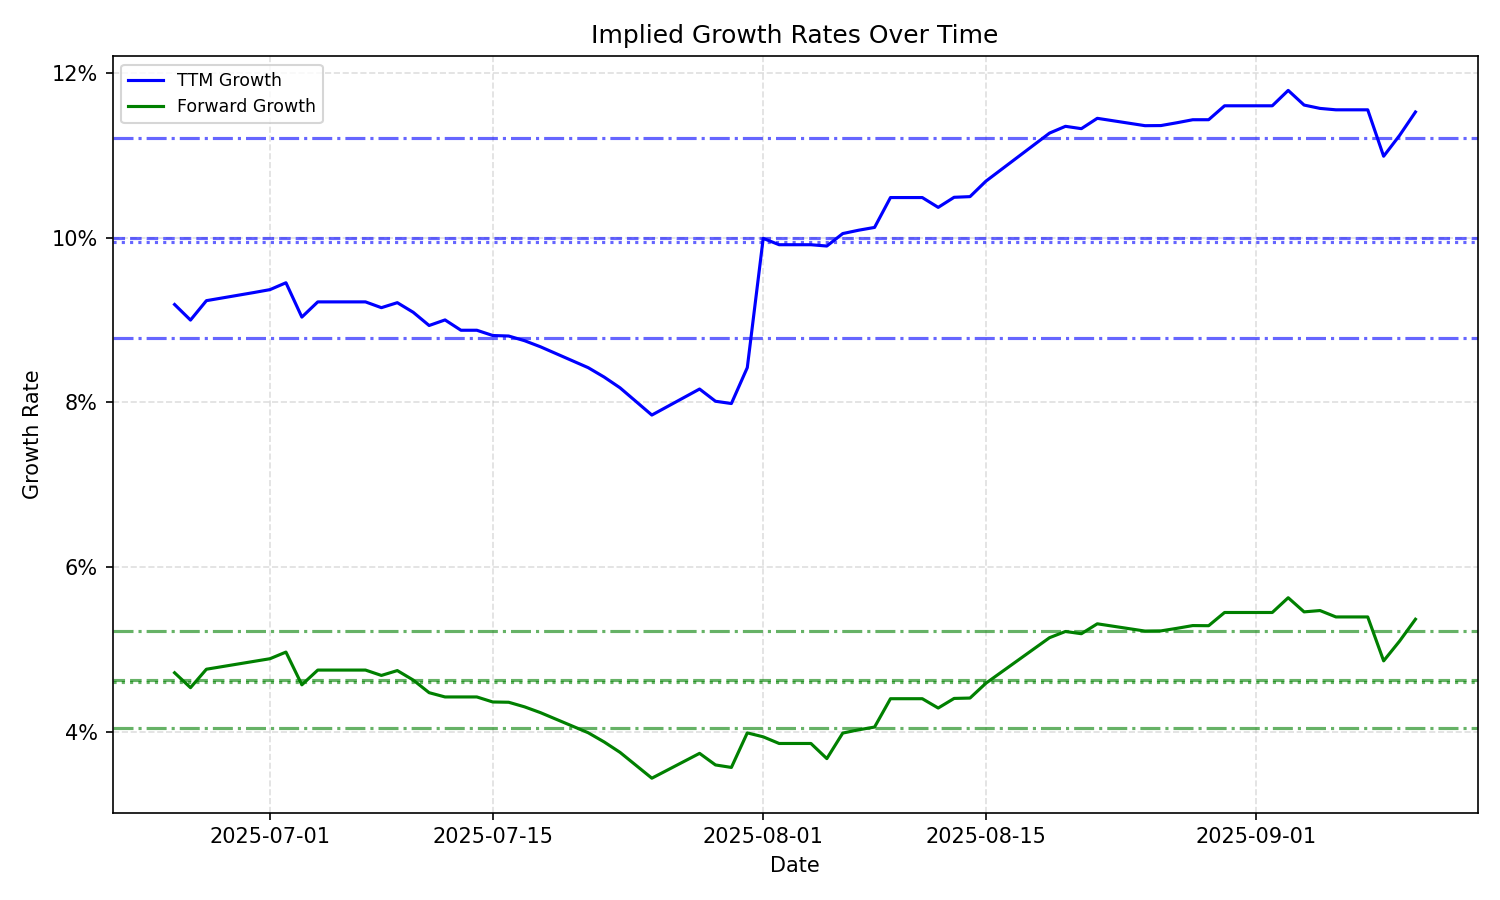 Implied Growth Rates Over Time
TTM Growth
Forward Growth
12%
10%
8%
6%
4%
Growth Rate
2025-07-01
2025-07-15
2025-08-01
2025-08-15
2025-09-01
Date